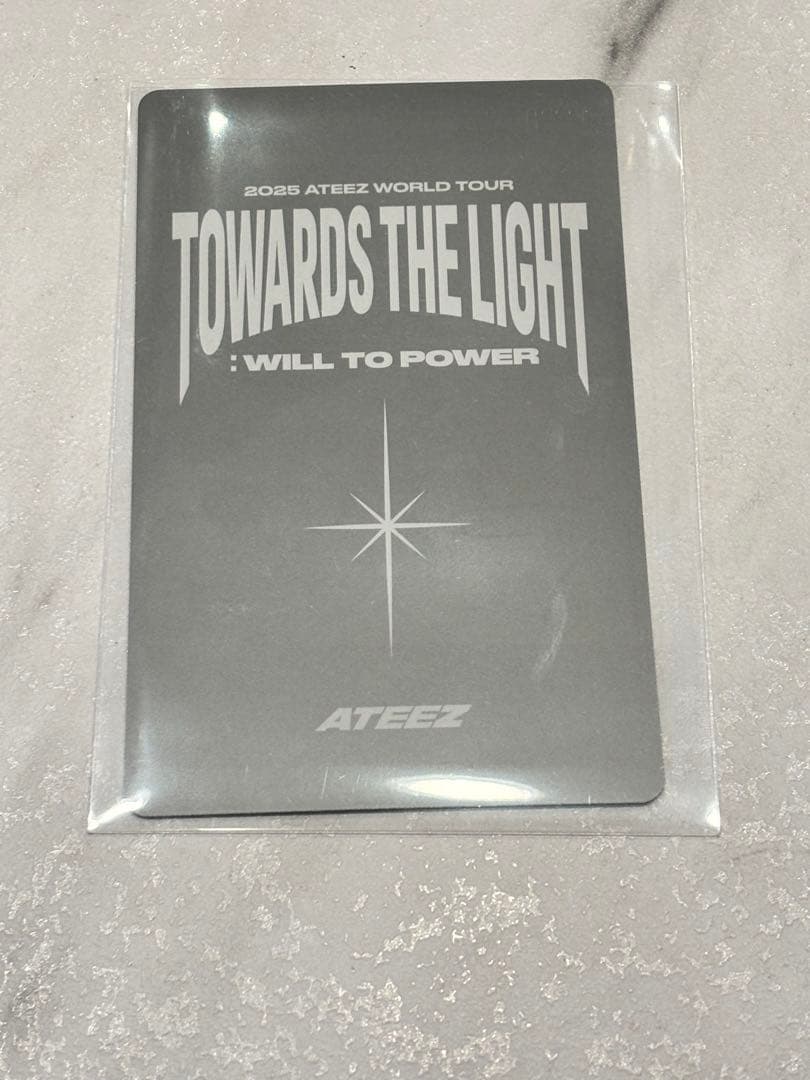 2025 ATEEZ WORLD TOUR
TOWARDS THE LIGHT
: WILL TO POWER
ATEEZ